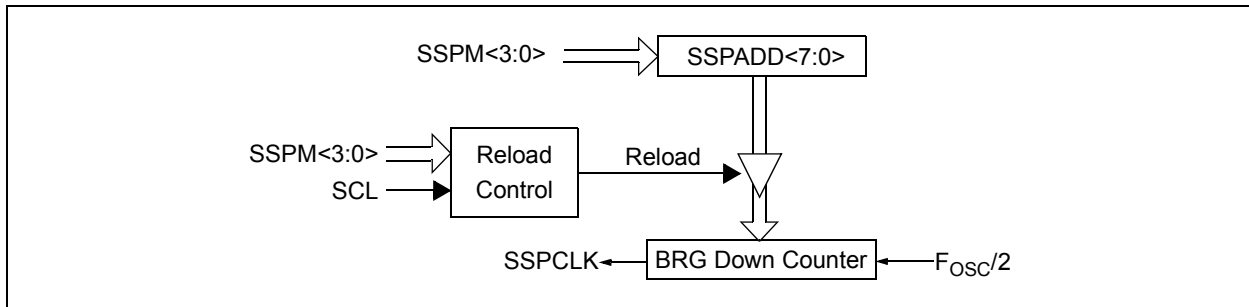 SSPM<3:0>
SSPADD<7:0>
SSPM<3:0>
SCL
Reload
Control
Reload
SSPCLK
BRG Down Counter
FOSC/2